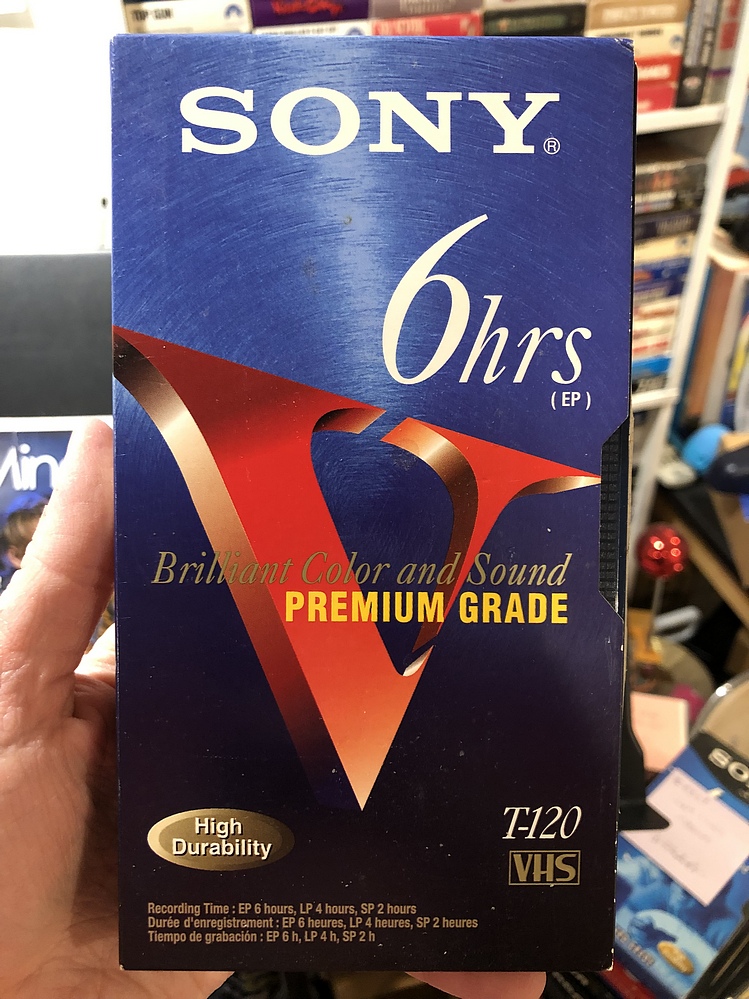 TOP GUN
SONY®
6hrs
(EP)
Brilliant Color and Sound
PREMIUM GRADE
High
Durability
T-120
VHS
Recording Time : EP 6 hours, LP 4 hours, SP 2 hours
Durée d'enregistrement : EP 6 heures, LP 4 heures, SP 2 heures
Tiempo de grabación : EP 6 h, LP 4 h, SP 2 h